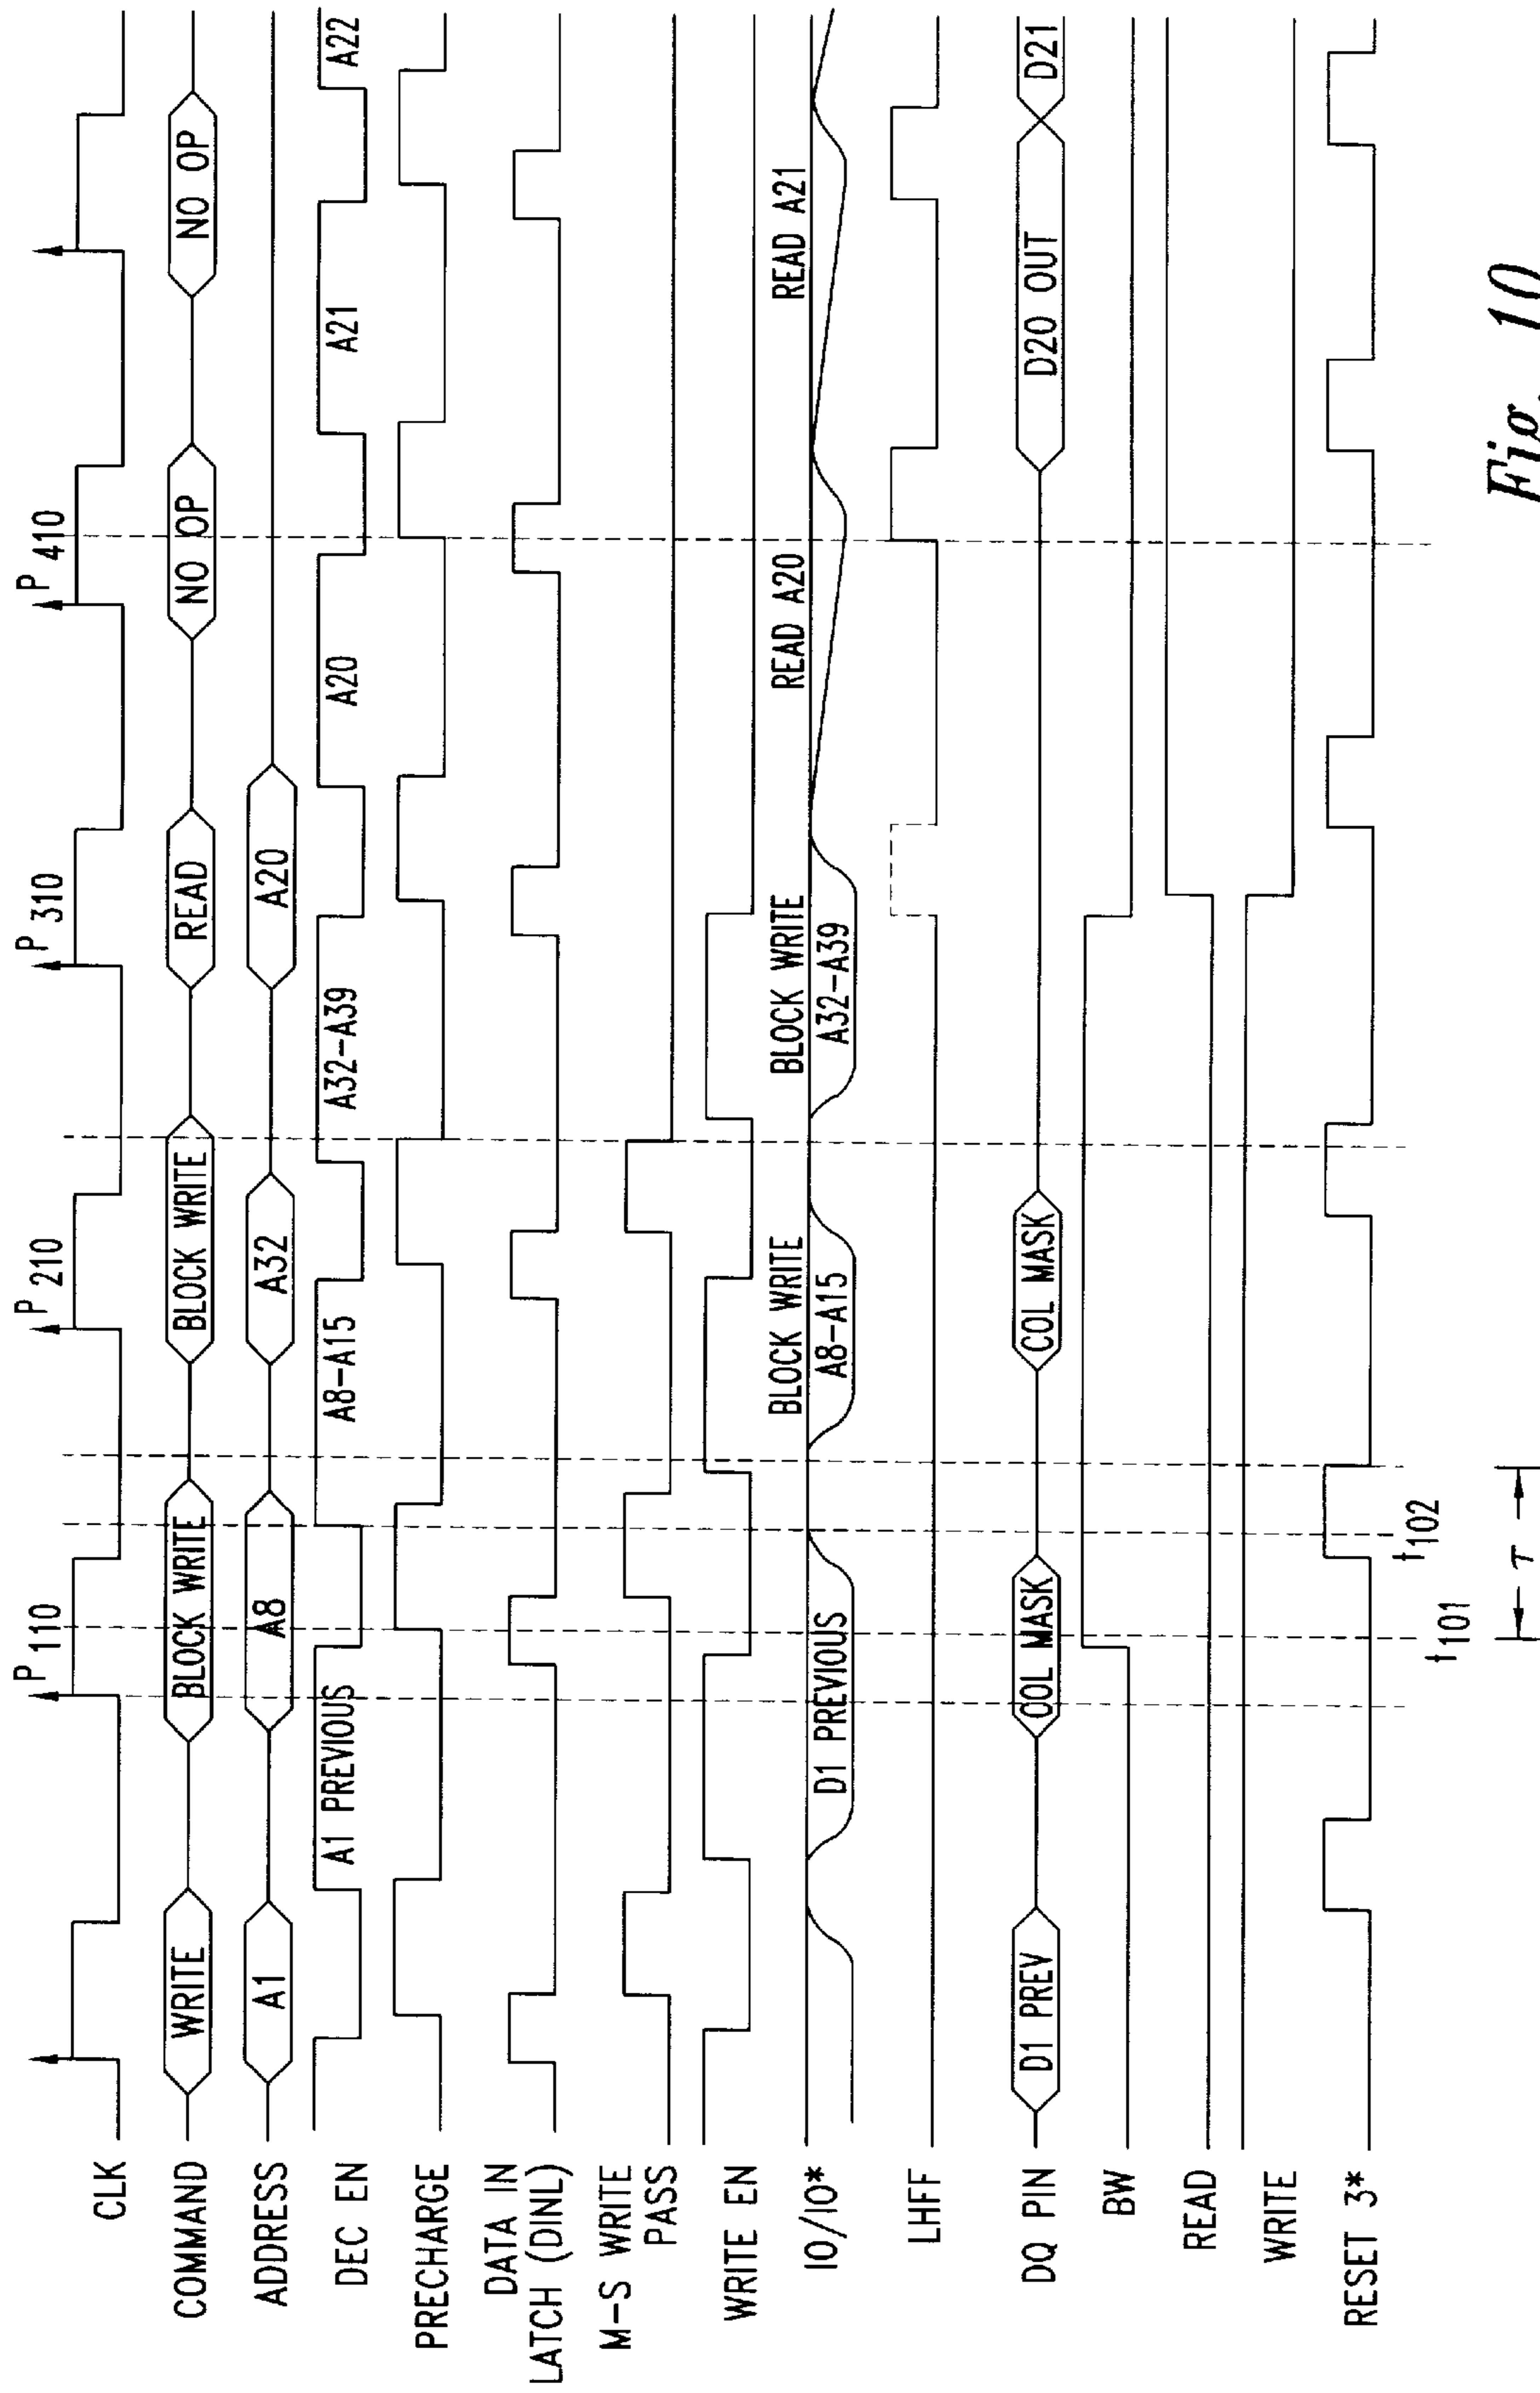 P110 P210 P310 P410
CLK
COMMAND WRITE BLOCK WRITE BLOCK WRITE READ NO OP NO OP
ADDRESS A1 A8 A32 A20
DEC EN A1 PREVIOUS A8-A15 A32-A39 A20 A21 A22
PRECHARGE
DATA IN
LATCH (DINL)
M-S WRITE
PASS
WRITE EN
BLOCK WRITE BLOCK WRITE READ A20 READ A21
IO/IO* D1 PREVIOUS A8-A15 A32-A39
LHFF
DQ PIN D1 PREV COL MASK COL MASK D20 OUT D21
BW
READ
WRITE
RESET 3*
t101 t102
τ
Fig. 10